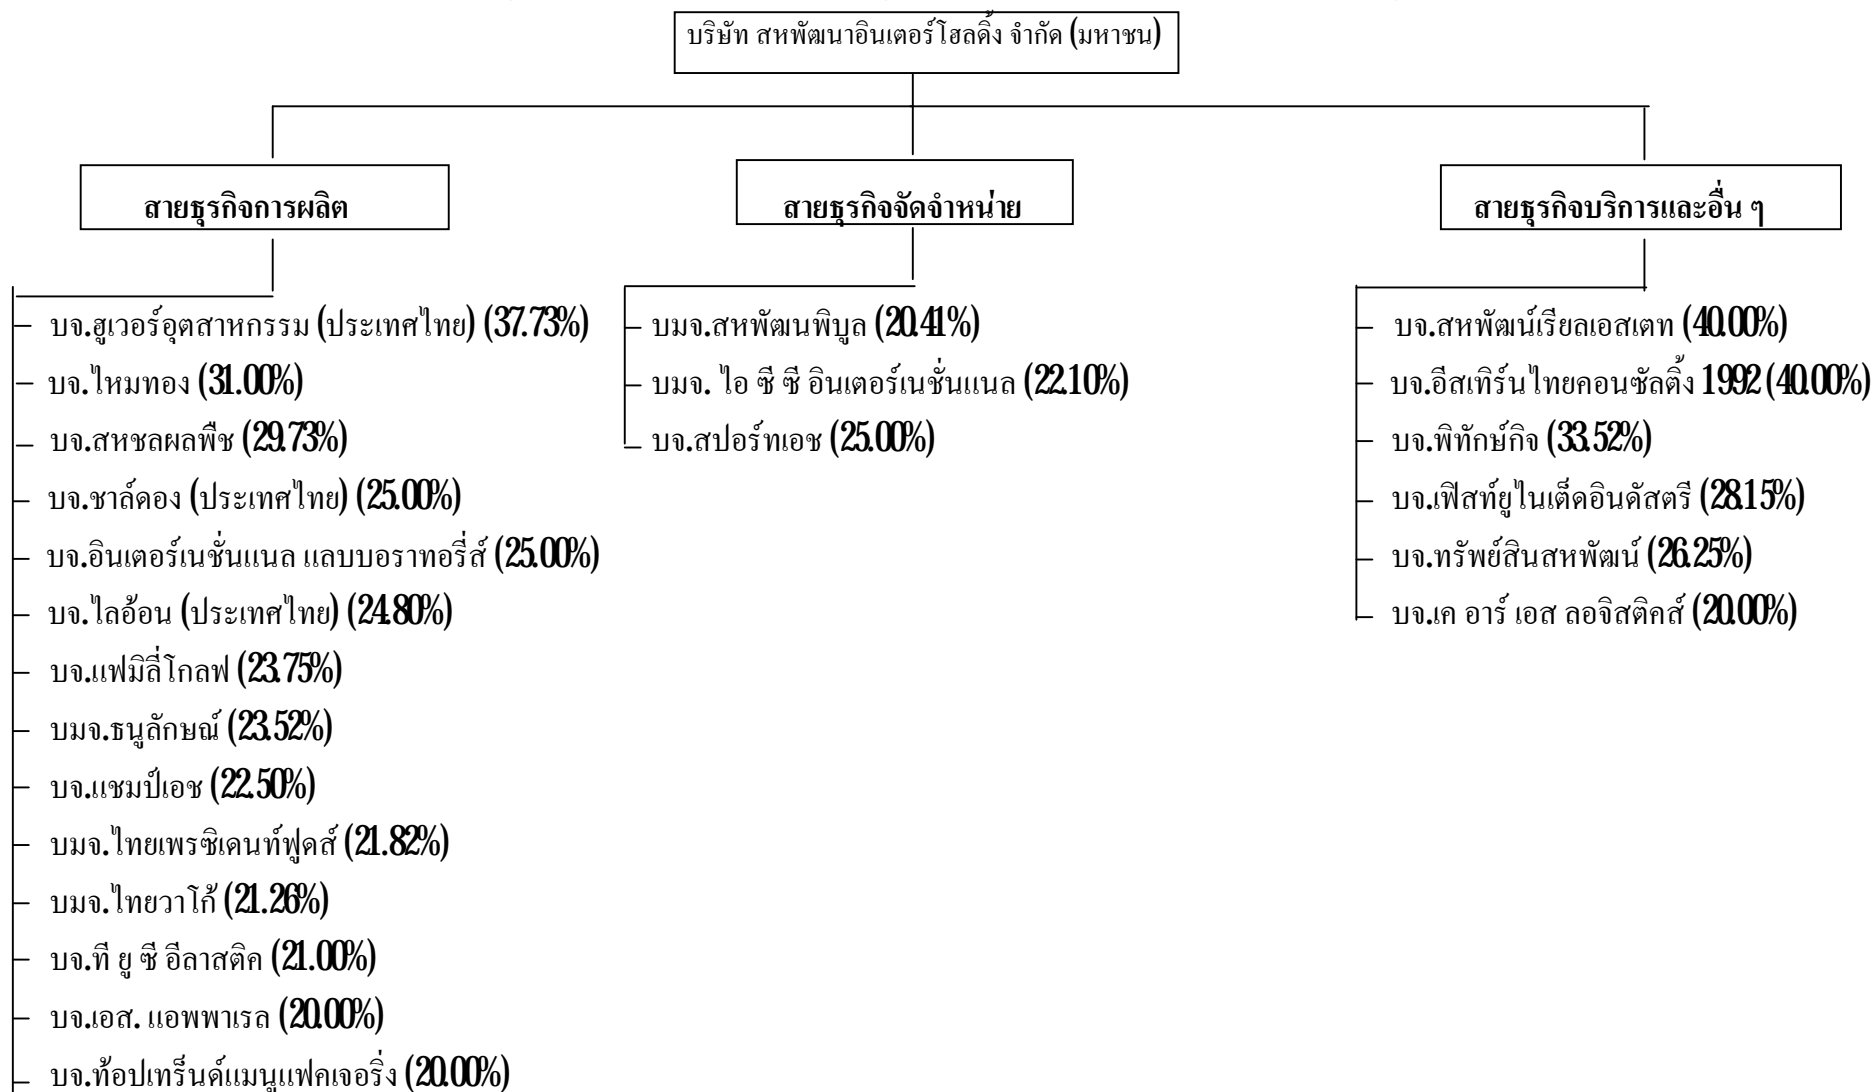 บริษัท สหพัฒนาอินเตอร์โฮลดิ้ง จำกัด (มหาชน)
สายธุรกิจการผลิต
บจ.ฮูเวอร์อุตสาหกรรม (ประเทศไทย) (37.73%)
บจ.ไหมทอง (31.00%)
บจ.สหชลผลพืช (29.73%)
บจ.ชาล์ดอง (ประเทศไทย) (25.00%)
บจ.อินเตอร์เนชั่นแนล แลบบอราทอรี่ส์ (25.00%)
บจ.ไลอ้อน (ประเทศไทย) (24.80%)
บจ.แฟมิลี่โกลฟ (23.75%)
บมจ.ธนูลักษณ์ (23.52%)
บจ.แชมป์เอช (22.50%)
บมจ.ไทยเพรซิเดนท์ฟูดส์ (21.82%)
บมจ.ไทยวาโก้ (21.26%)
บจ.ที ยู ซี อีลาสติค (21.00%)
บจ.เอส. แอพพาเรล (20.00%)
บจ.ท้อปเทร็นด์แมนูแฟคเจอริ่ง (20.00%)
สายธุรกิจจัดจำหน่าย
บมจ.สหพัฒนพิบูล (20.41%)
บมจ. ไอ ซี ซี อินเตอร์เนชั่นแนล (22.10%)
บจ.สปอร์ทเอช (25.00%)
สายธุรกิจบริการและอื่น ๆ
บจ.สหพัฒน์เรียลเอสเตท (40.00%)
บจ.อีสเทิร์นไทยคอนซัลติ้ง 1992 (40.00%)
บจ.พิทักษ์กิจ (33.52%)
บจ.เฟิสท์ยูไนเต็ดอินดัสตรี (28.15%)
บจ.ทรัพย์สินสหพัฒน์ (26.25%)
บจ.เค อาร์ เอส ลอจิสติคส์ (20.00%)